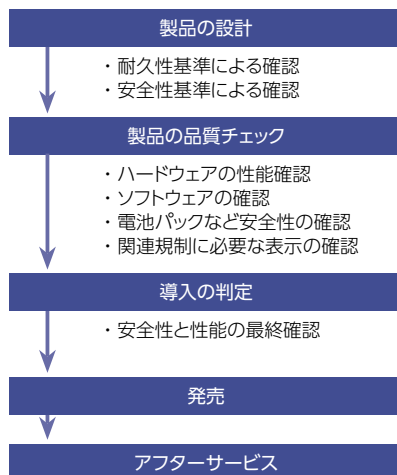 製品の設計
・耐久性基準による確認
・安全性基準による確認
製品の品質チェック
・ハードウェアの性能確認
・ソフトウェアの確認
・電池パックなど安全性の確認
・関連規制に必要な表示の確認
導入の判定
・安全性と性能の最終確認
発売
アフターサービス